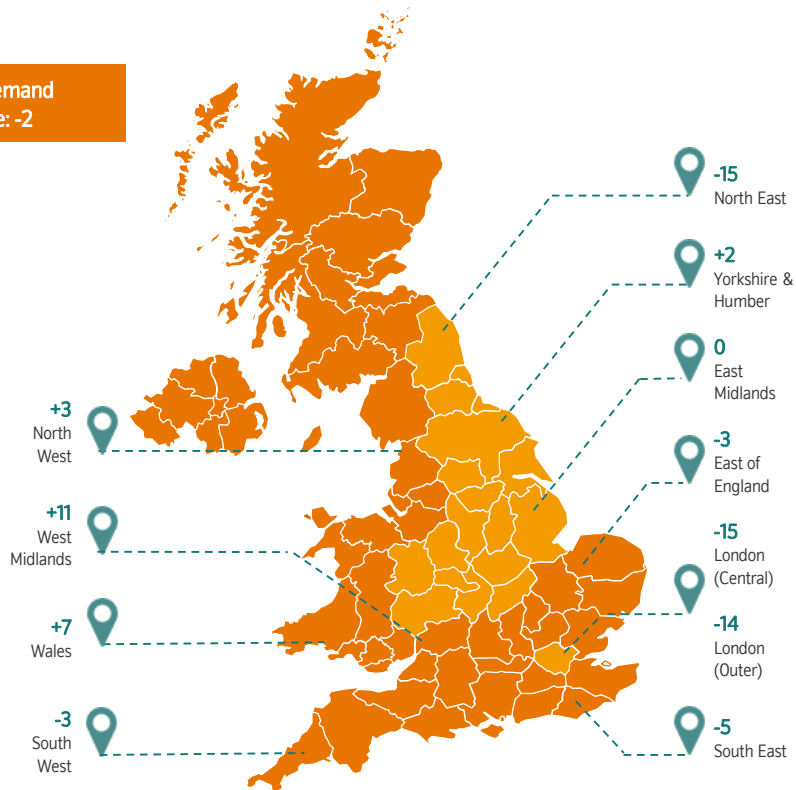 -2
-15
North East
+2
Yorkshire &
Humber
0
East
Midlands
-3
East of
England
-15
London
(Central)
-14
London
(Outer)
-5
South East
+3
North
West
+11
West
Midlands
+7
Wales
-3
South
West